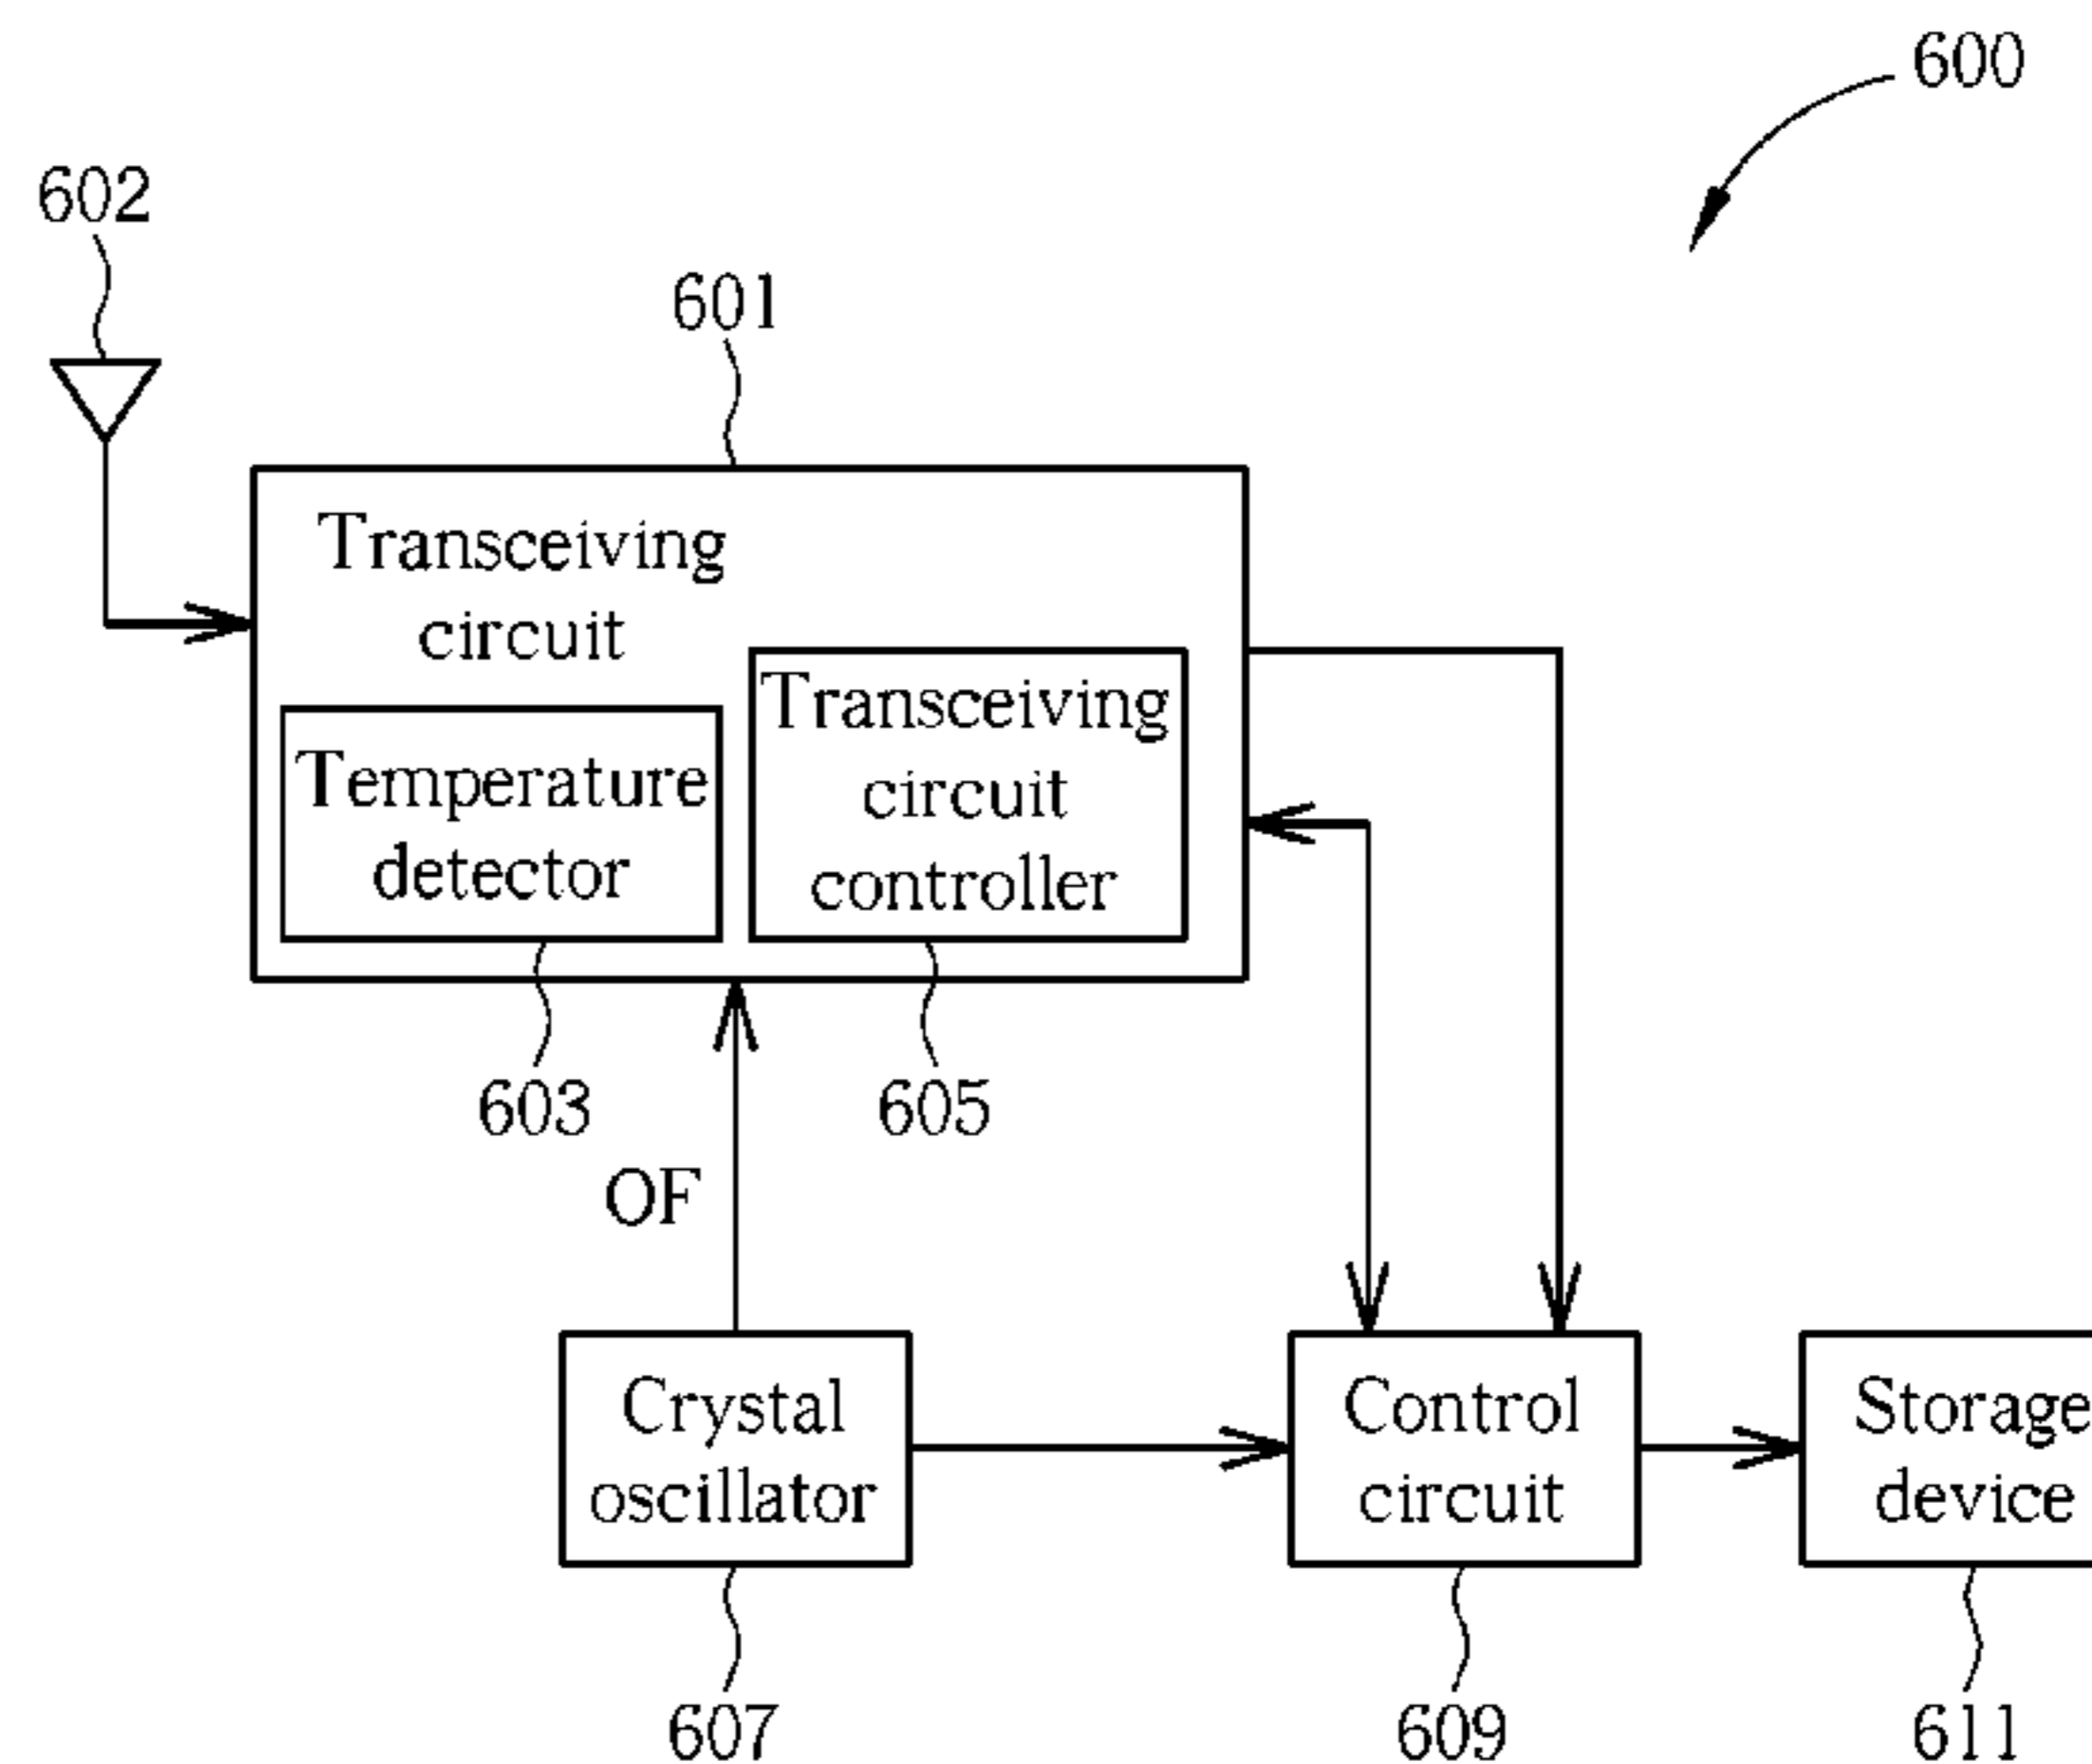 600
602
601
Transceiving
circuit
Transceiving
circuit
controller
Temperature
detector
603
605
OF
Crystal
oscillator
Control
circuit
Storage
device
607
609
611